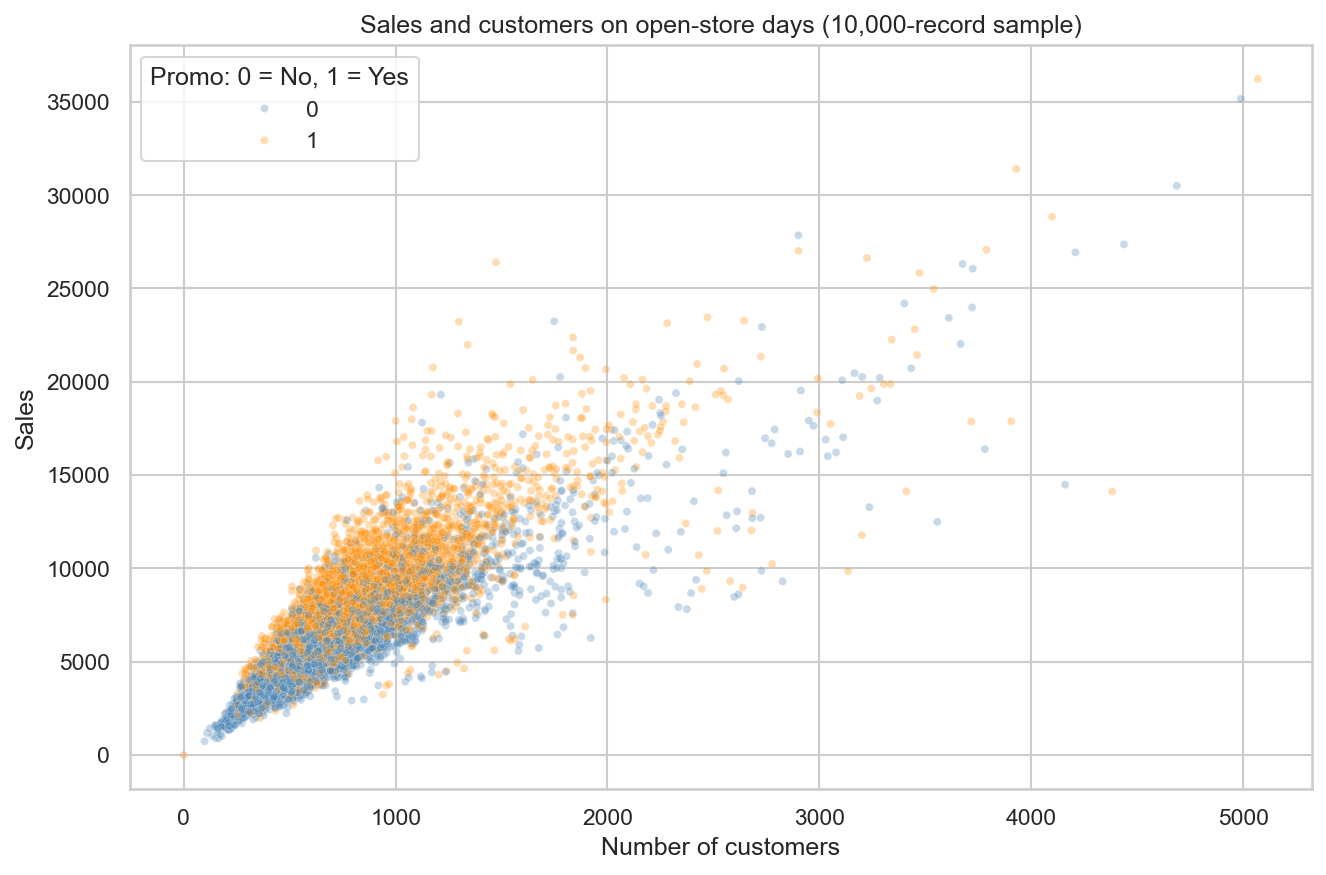 Sales and customers on open-store days (10,000-record sample)
Promo: 0 = No, 1 = Yes
0
1
Sales
35000
30000
25000
20000
15000
10000
5000
0
0 1000 2000 3000 4000 5000
Number of customers